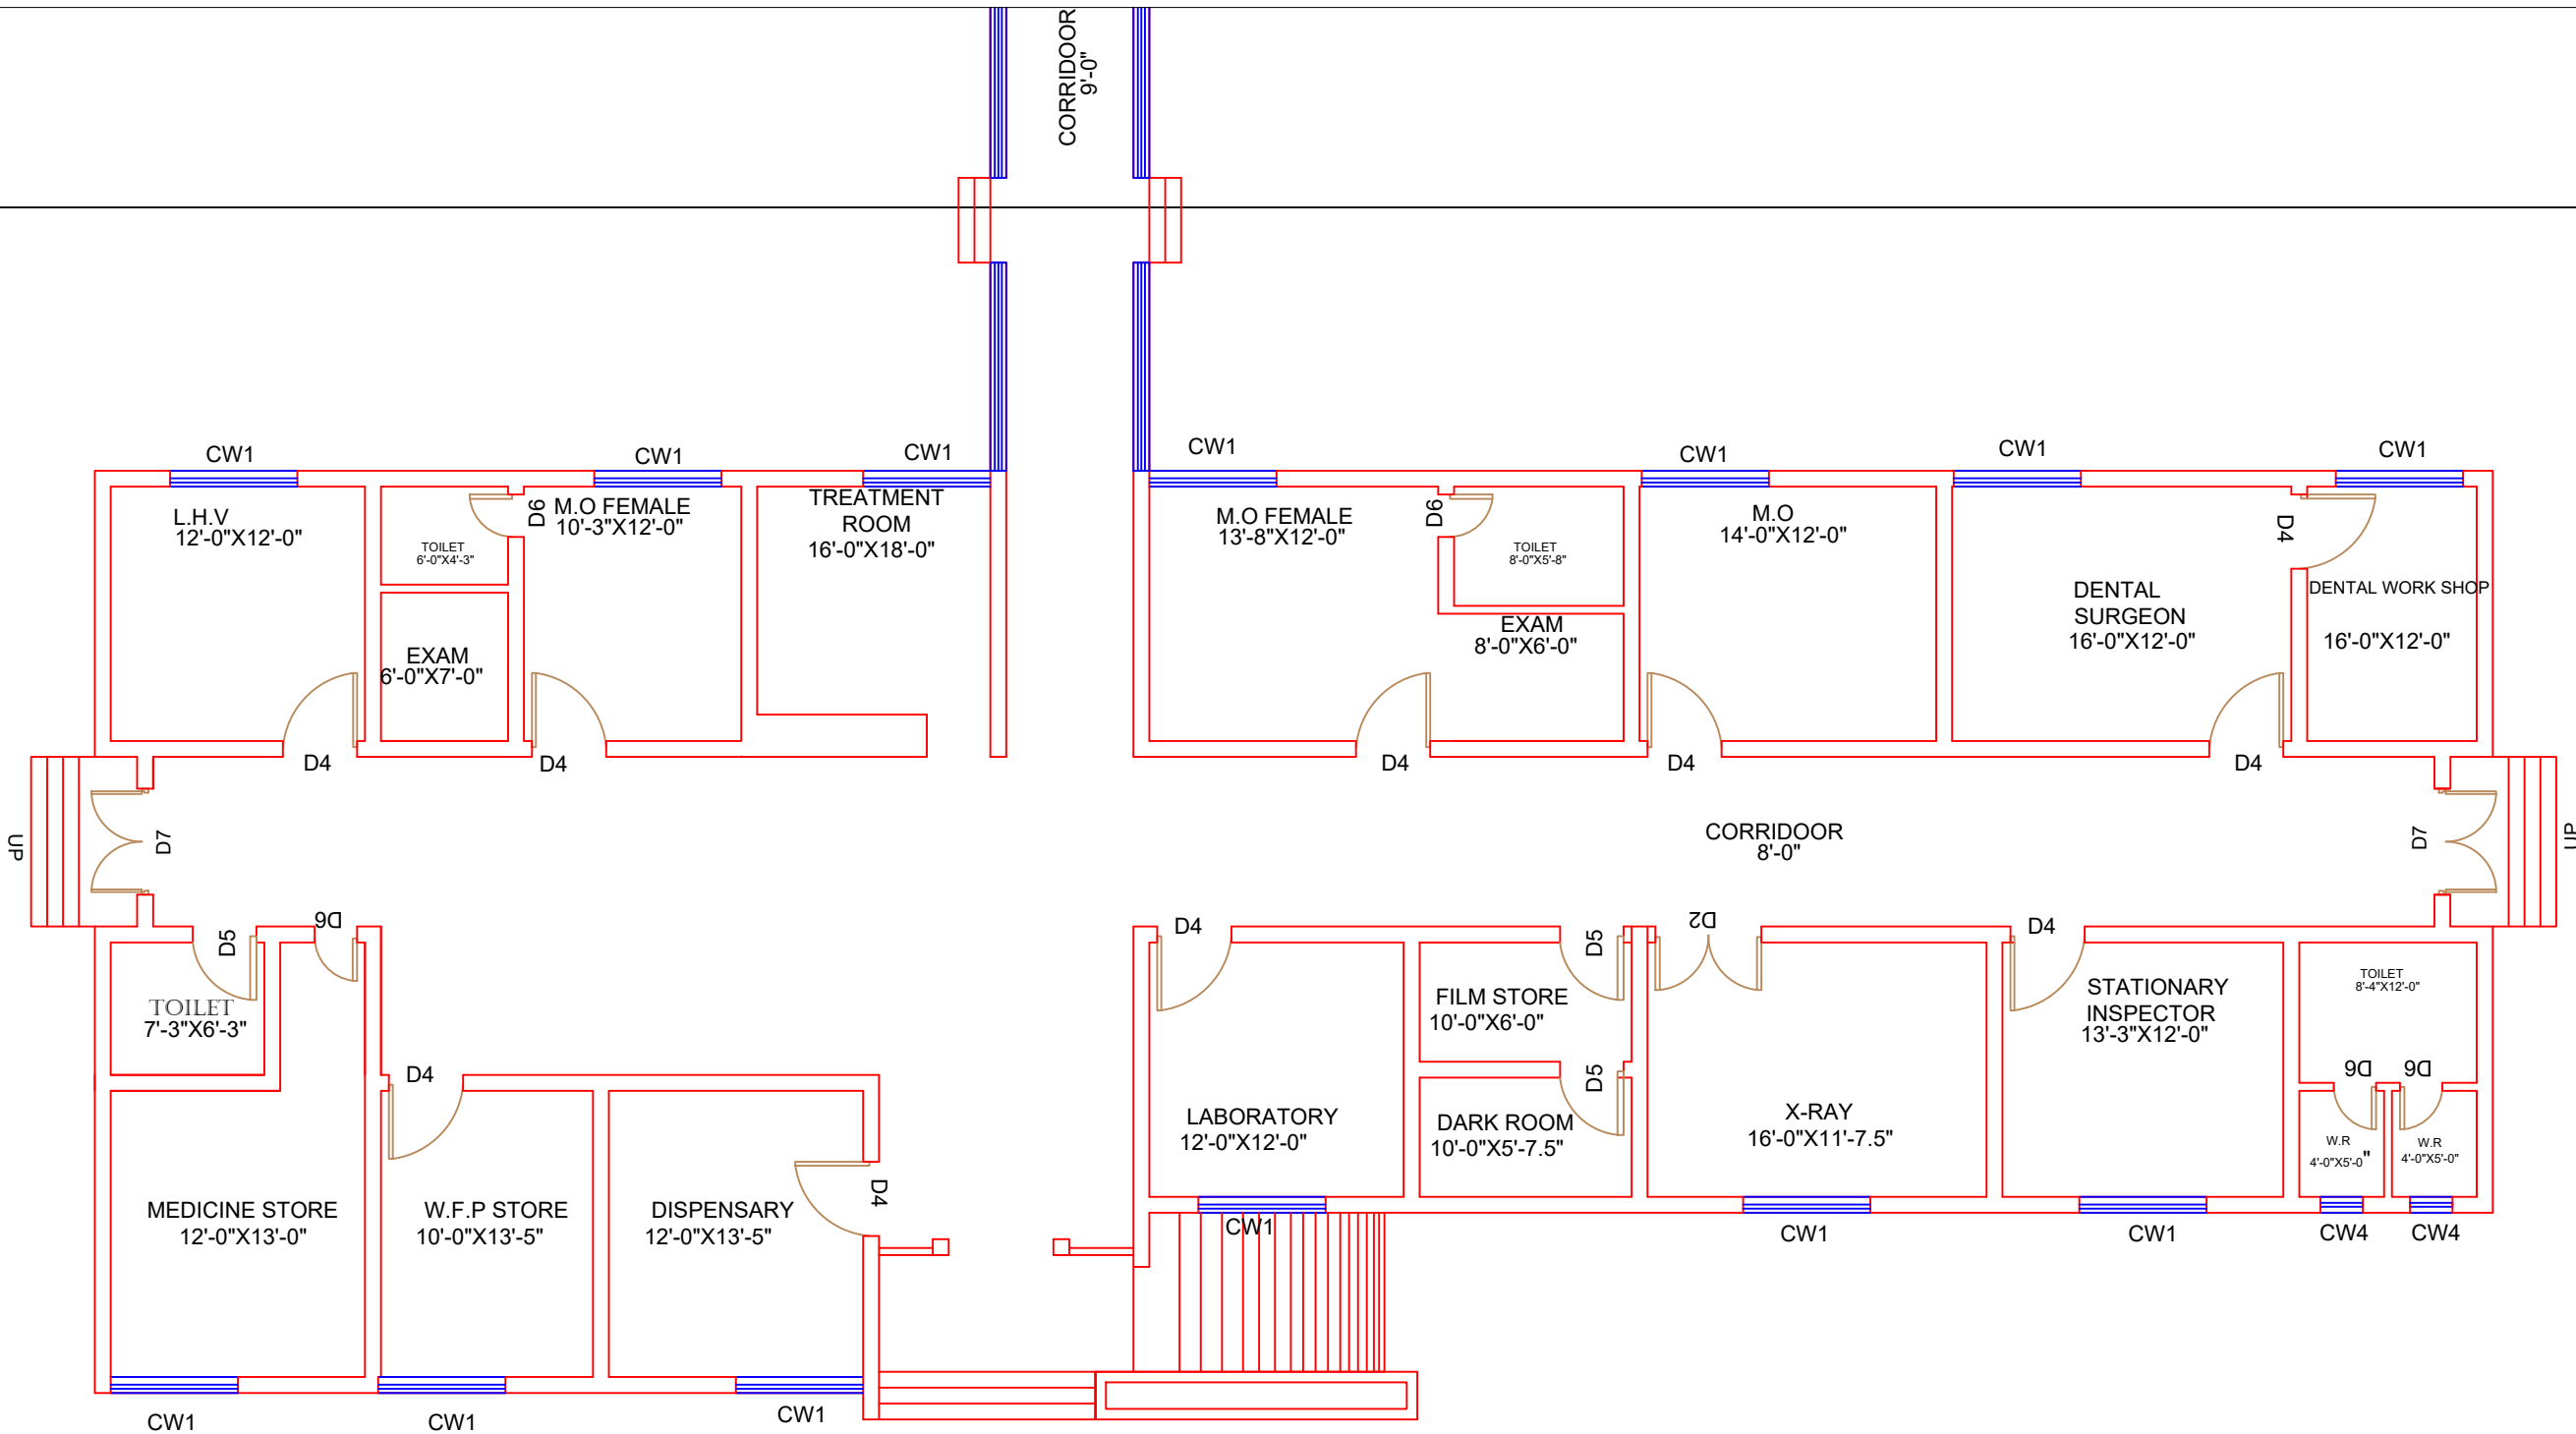 CORRIDOOR
9'-0"
CW1
CW1
CW1
CW1
CW1
CW1
CW1
L.H.V
12'-0"X12'-0"
TOILET
6'-0"X4'-3"
D6
M.O FEMALE
10'-3"X12'-0"
TREATMENT
ROOM
16'-0"X18'-0"
M.O FEMALE
13'-8"X12'-0"
D6
TOILET
8'-0"X5'-8"
M.O
14'-0"X12'-0"
D4
DENTAL
SURGEON
16'-0"X12'-0"
DENTAL WORK SHOP
16'-0"X12'-0"
EXAM
6'-0"X7'-0"
EXAM
8'-0"X6'-0"
D4
D4
D4
D4
D4
UP
D7
CORRIDOOR
8'-0"
D7
UP
D5
D6
D4
D5
D2
D4
TOILET
7'-3"X6'-3"
FILM STORE
10'-0"X6'-0"
STATIONARY
INSPECTOR
13'-3"X12'-0"
TOILET
8'-4"X12'-0"
D4
D5
D6
D6
LABORATORY
12'-0"X12'-0"
DARK ROOM
10'-0"X5'-7.5"
X-RAY
16'-0"X11'-7.5"
W.R
4'-0"X5'-0"
W.R
4'-0"X5'-0"
MEDICINE STORE
12'-0"X13'-0"
W.F.P STORE
10'-0"X13'-5"
DISPENSARY
12'-0"X13'-5"
D4
CW1
CW1
CW1
CW4
CW4
CW1
CW1
CW1